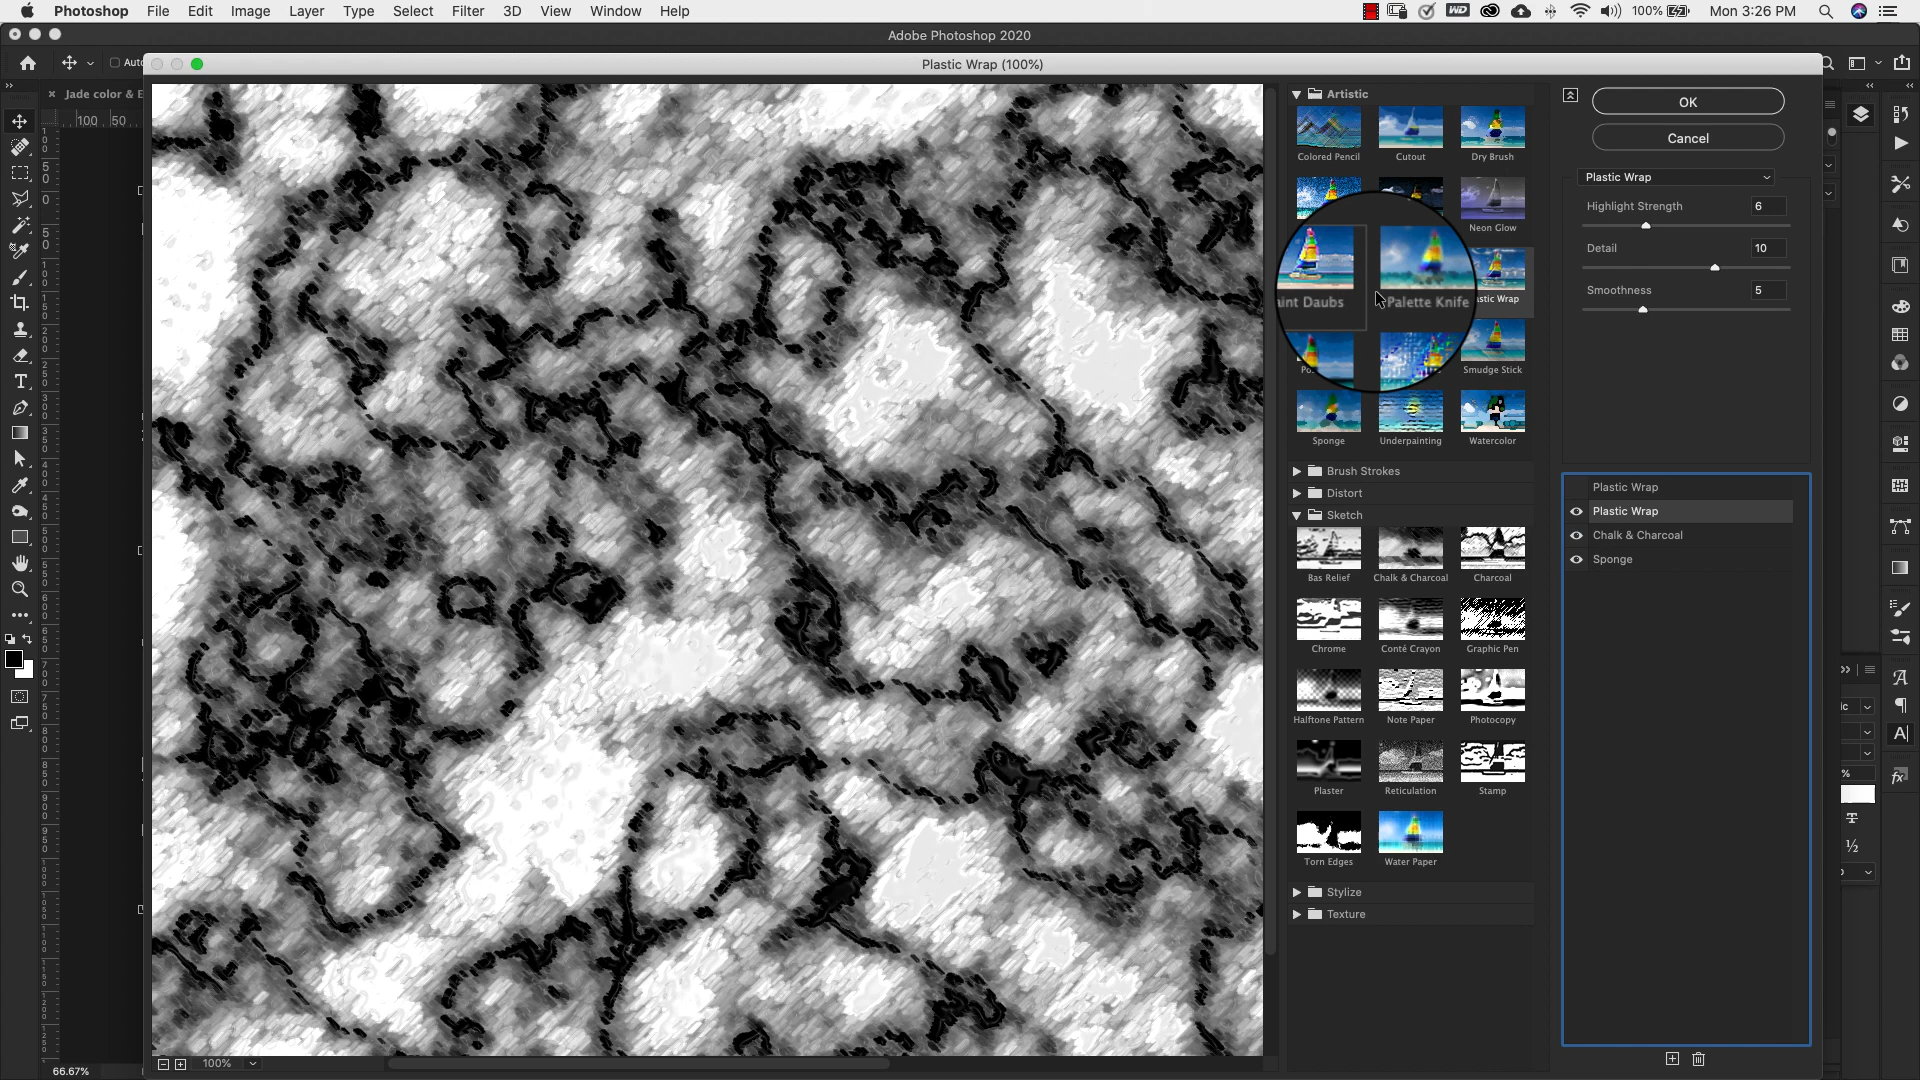 Photoshop File Edit Image Layer Type Select Filter 3D View Window Help 100% Mon 3:26 PM
Adobe Photoshop 2020
Plastic Wrap (100%)
Jade color & E
100 50
Artistic
Colored Pencil Cutout Dry Brush
Neon Glow
int Daubs Palette Knife stic Wrap
Po Smudge Stick
Sponge Underpainting Watercolor
Brush Strokes
Distort
Sketch
Bas Relief Chalk & Charcoal Charcoal
Chrome Conté Crayon Graphic Pen
Halftone Pattern Note Paper Photocopy
Plaster Reticulation Stamp
Torn Edges Water Paper
Stylize
Texture
OK
Cancel
Plastic Wrap
Highlight Strength 6
Detail 10
Smoothness 5
Plastic Wrap
Plastic Wrap
Chalk & Charcoal
Sponge
100%
66.67%